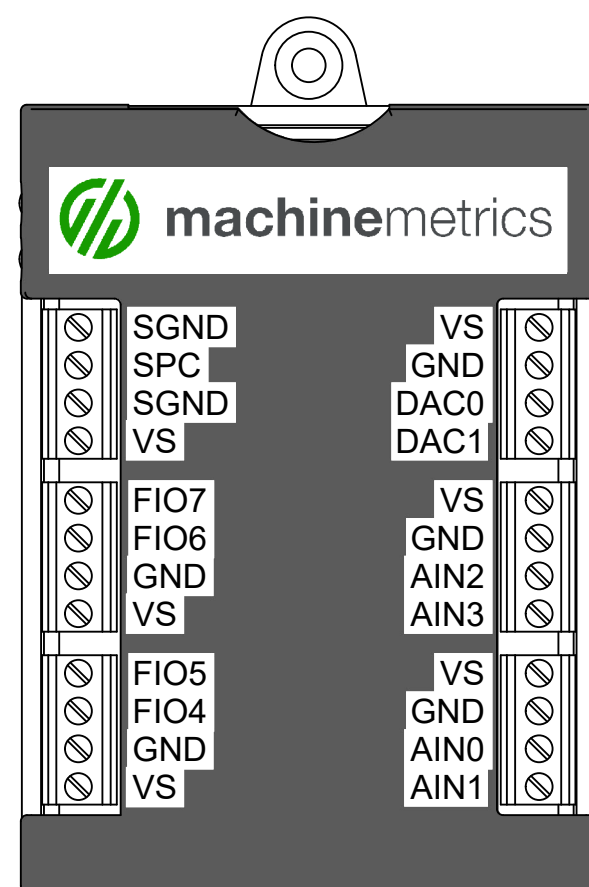 machinemetrics
SGND VS
SPC GND
SGND DAC0
VS DAC1
FIO7 VS
FIO6 GND
GND AIN2
VS AIN3
FIO5 VS
FIO4 GND
GND AIN0
VS AIN1